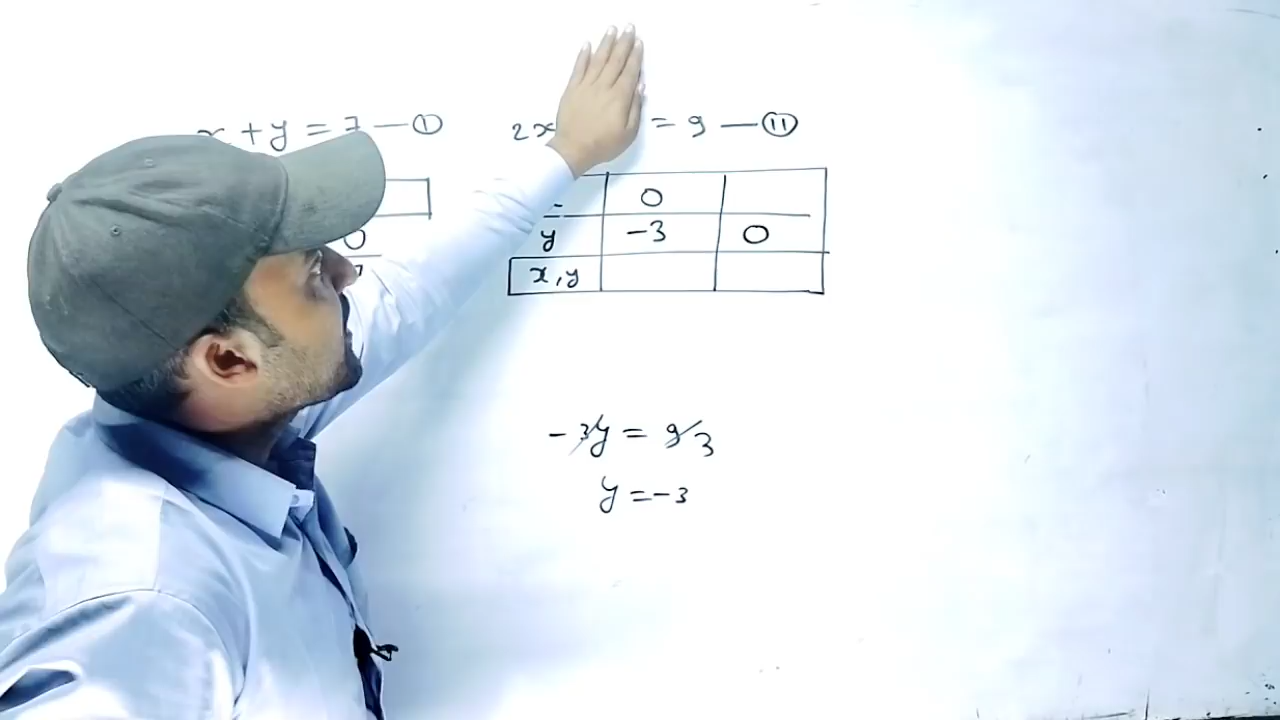 x + y = 7 — ①
2x = 9 — ⑪
0
y -3 0
x,y
0
-3y = 9 3
y = -3